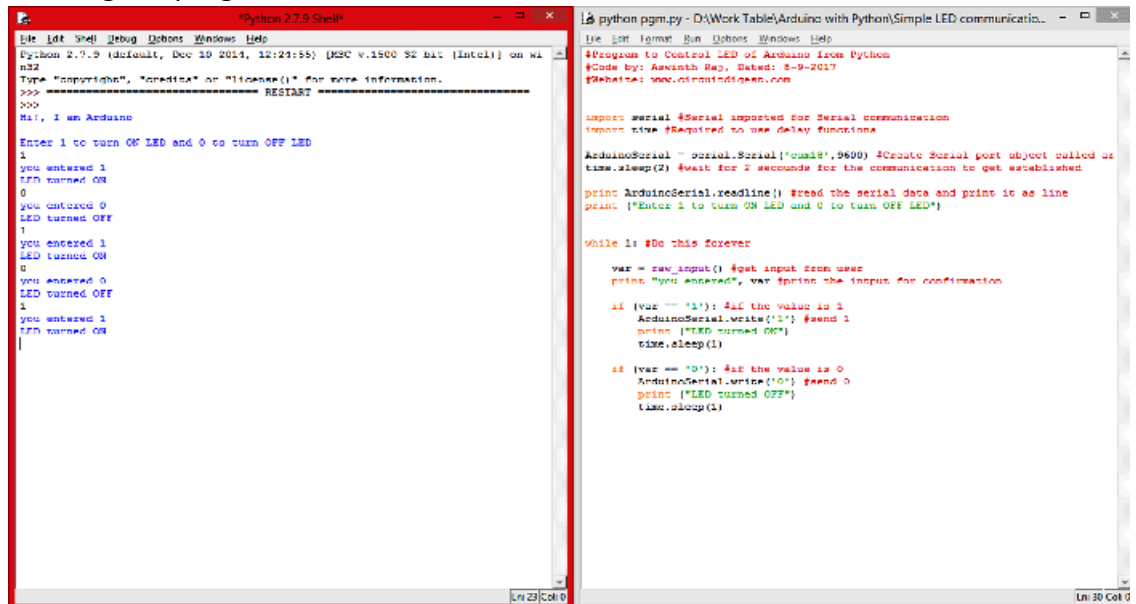 *Python 2.7.9 Shell*
File Edit Shell Debug Options Windows Help
Python 2.7.9 (default, Dec 10 2014, 12:24:55) [MSC v.1500 32 bit (Intel)] on wi
n32
Type "copyright", "credits" or "license()" for more information.
>>> ================================ RESTART ================================
>>>
Hi!, I am Arduino
Enter 1 to turn ON LED and 0 to turn OFF LED
1
you entered 1
LED turned ON
0
you entered 0
LED turned OFF
1
you entered 1
LED turned ON
0
you entered 0
LED turned OFF
1
you entered 1
LED turned ON
Ln: 23 Col: 0
python pgm.py - D:\Work Table\Arduino with Python\Simple LED communicatio...
File Edit Format Run Options Windows Help
#Program to Control LED of Arduino from Python
#Code by: Aswinth Raj, Dated: 8-9-2017
#Website: www.circuitdigest.com
import serial #Serial imported for Serial communication
import time #Required to use delay functions
ArduinoSerial = serial.Serial('com18',9600) #Create Serial port object called ar
time.sleep(2) #wait for 2 secounds for the communication to get established
print ArduinoSerial.readline() #read the serial data and print it as line
print ("Enter 1 to turn ON LED and 0 to turn OFF LED")
while 1: #Do this forever
var = raw_input() #get input from user
print "you entered", var #print the intput for confirmation
if (var == '1'): #if the value is 1
ArduinoSerial.write('1') #send 1
print ("LED turned ON")
time.sleep(1)
if (var == '0'): #if the value is 0
ArduinoSerial.write('0') #send 0
print ("LED turned OFF")
time.sleep(1)
Ln: 30 Col: 0